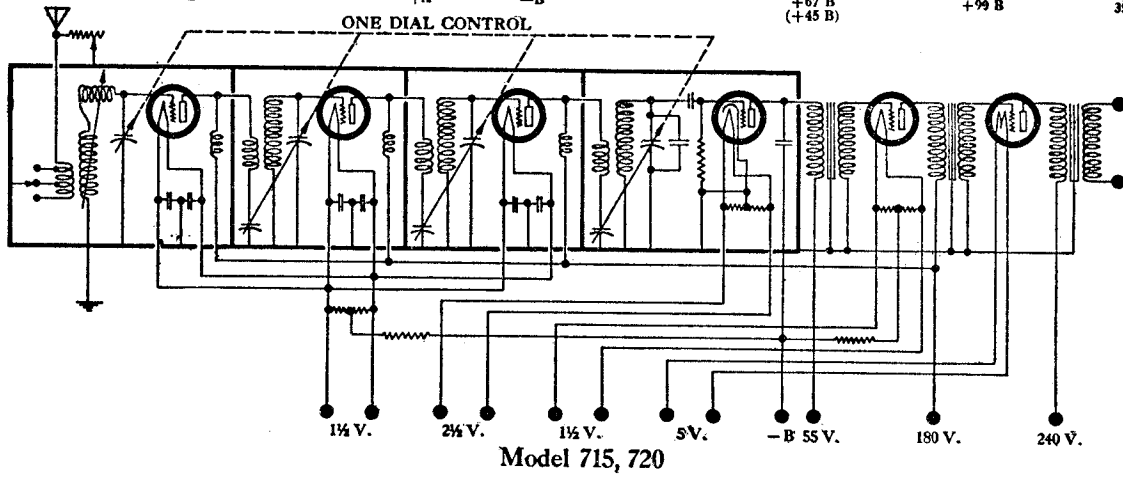 −B
+67 B
(+45 B)
+99 B
ONE DIAL CONTROL
1½ V.
2½ V.
1½ V.
5 V.
−B
55 V.
180 V.
240 V.
Model 715, 720